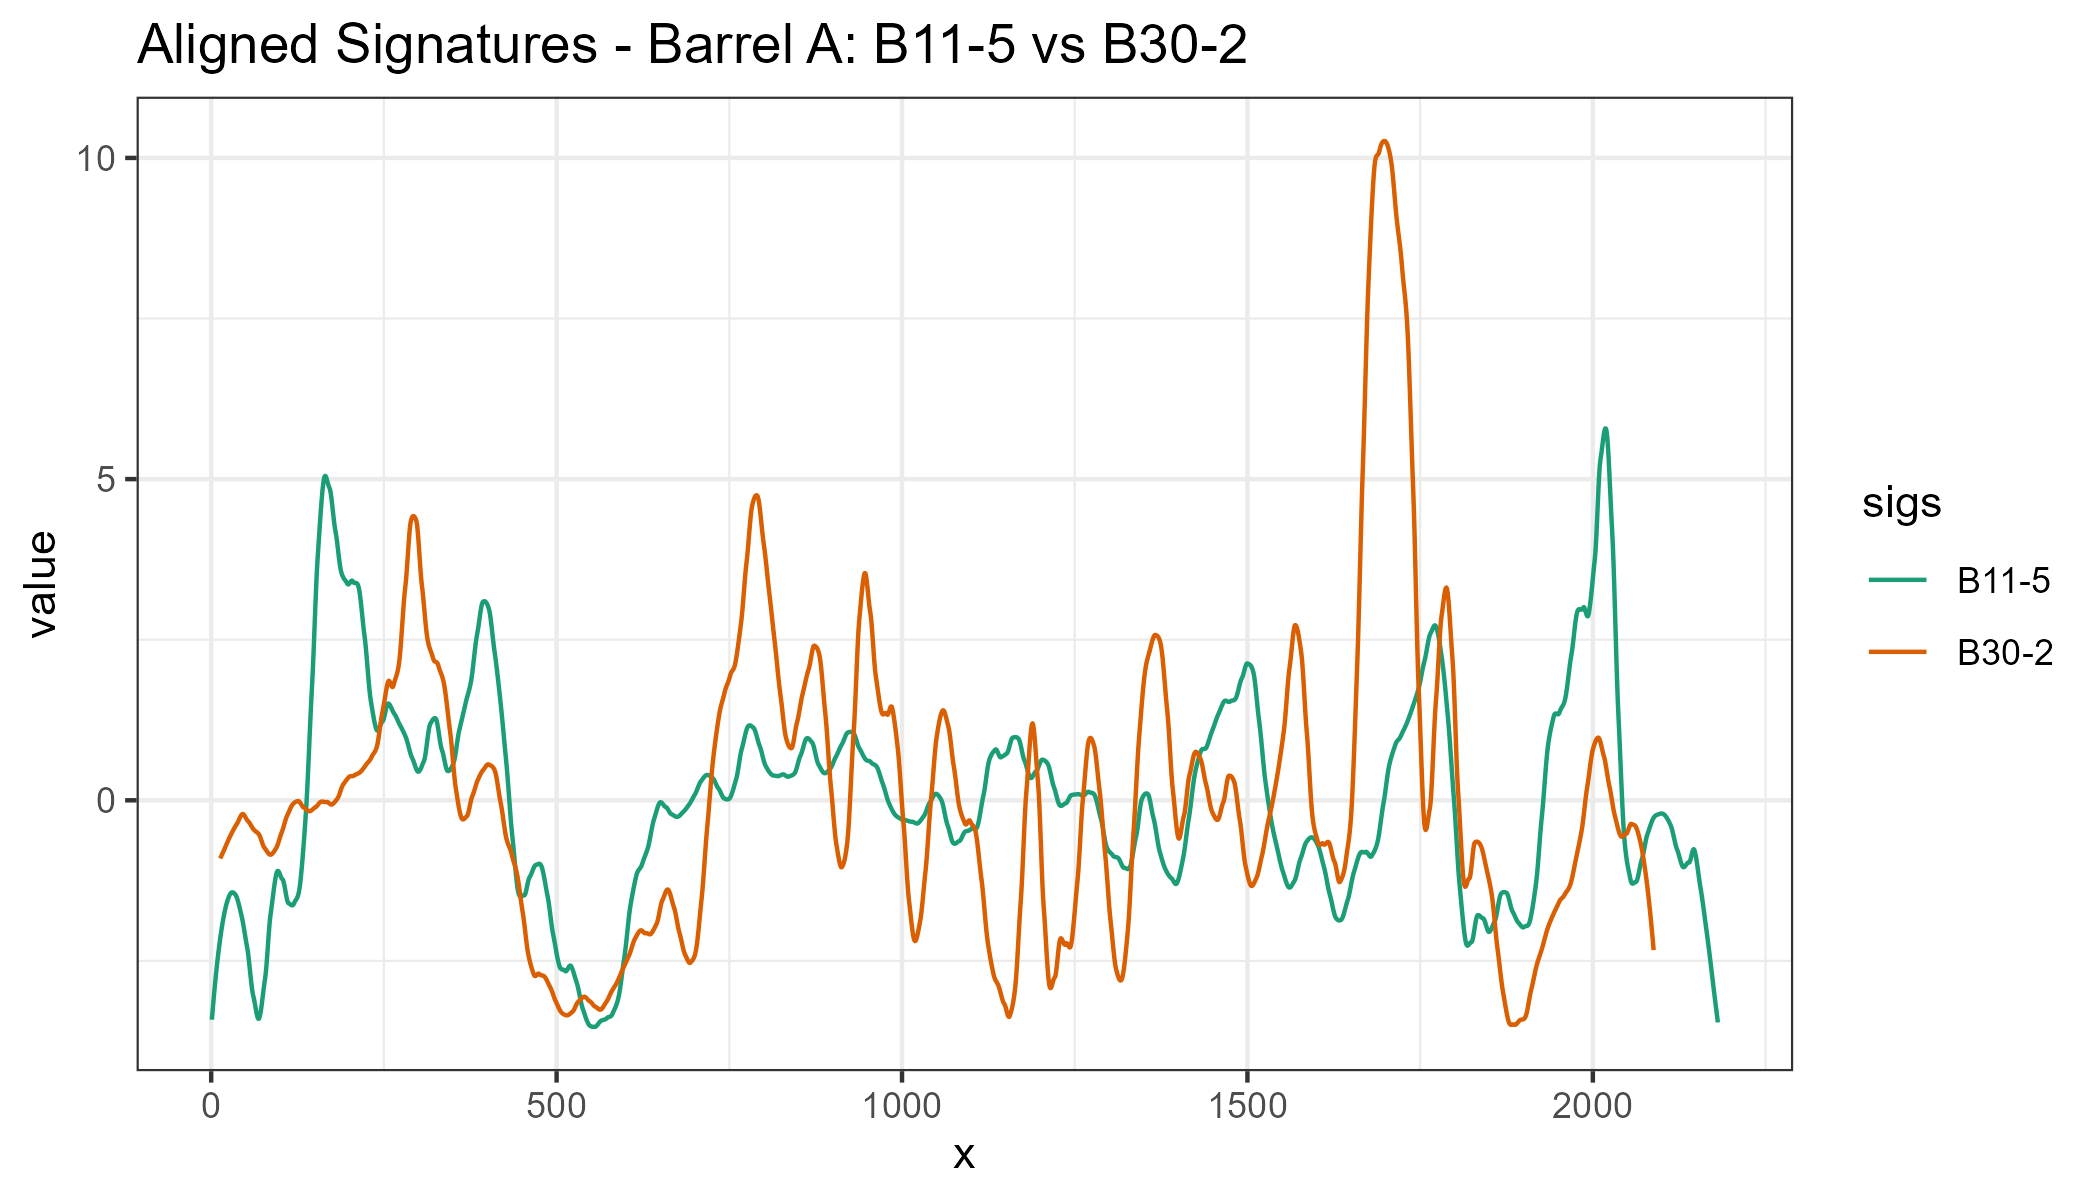 Aligned Signatures - Barrel A: B11-5 vs B30-2
10
5
0
value
0 500 1000 1500 2000
x
sigs
B11-5
B30-2